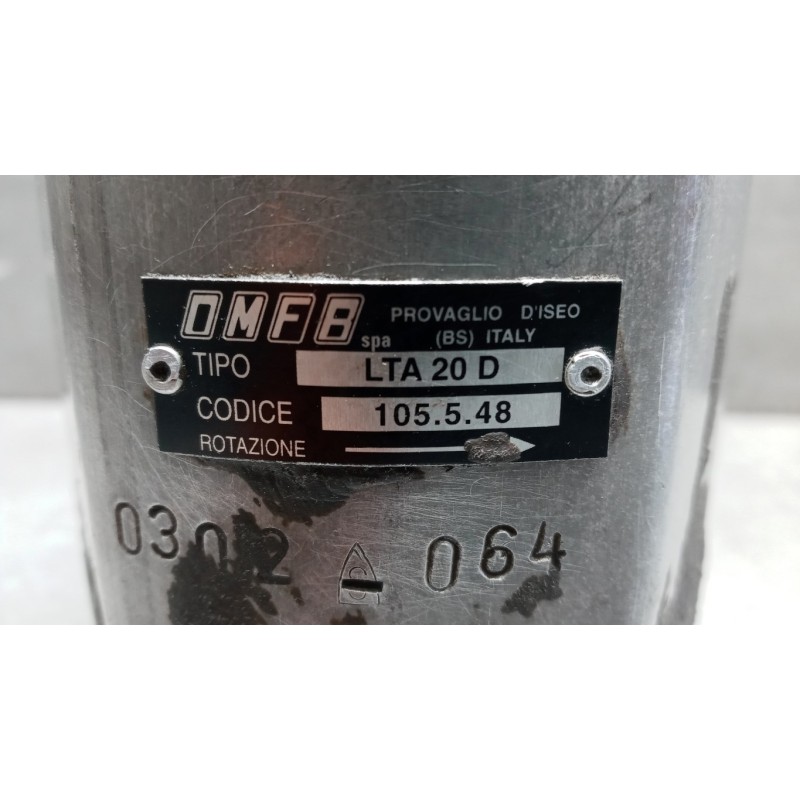 OMFB spa PROVAGLIO D'ISEO
(BS) ITALY
TIPO LTA 20 D
CODICE 105.5.48
ROTAZIONE
0302 064